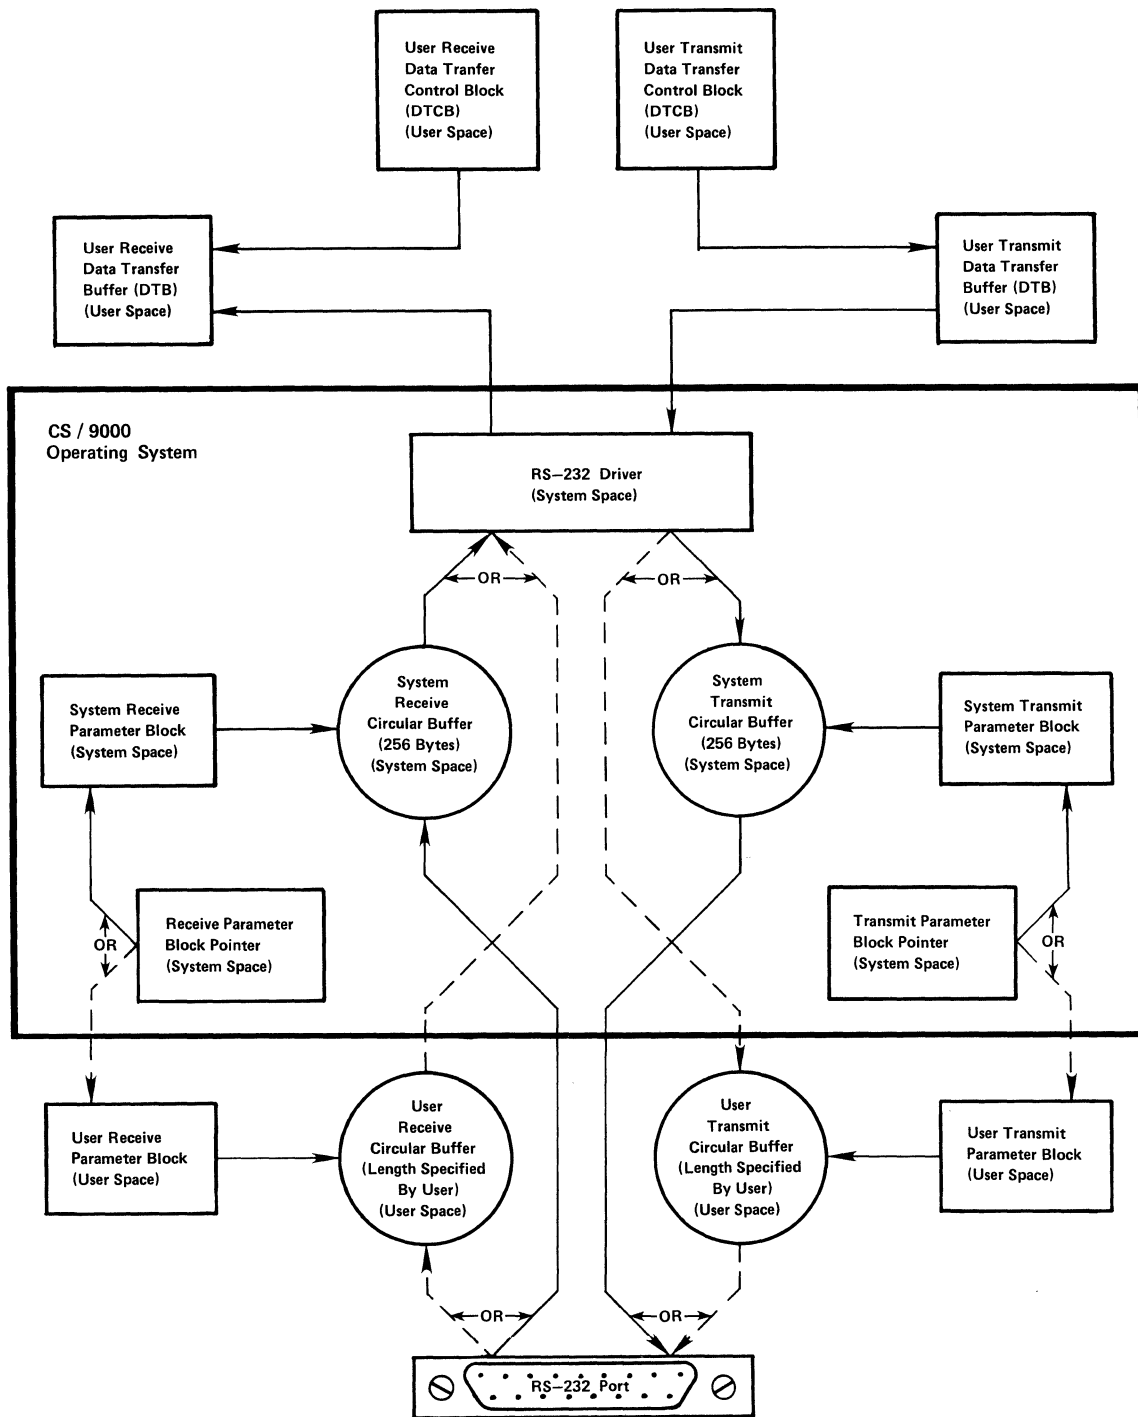 User Receive
Data Tranfer
Control Block
(DTCB)
(User Space)
User Transmit
Data Transfer
Control Block
(DTCB)
(User Space)
User Receive
Data Transfer
Buffer (DTB)
(User Space)
User Transmit
Data Transfer
Buffer (DTB)
(User Space)
CS / 9000
Operating System
RS–232 Driver
(System Space)
OR
OR
System Receive
Parameter Block
(System Space)
System
Receive
Circular Buffer
(256 Bytes)
(System Space)
System
Transmit
Circular Buffer
(256 Bytes)
(System Space)
System Transmit
Parameter Block
(System Space)
OR
Receive Parameter
Block Pointer
(System Space)
Transmit Parameter
Block Pointer
(System Space)
OR
User Receive
Parameter Block
(User Space)
User
Receive
Circular Buffer
(Length Specified
By User)
(User Space)
User
Transmit
Circular Buffer
(Length Specified
By User)
(User Space)
User Transmit
Parameter Block
(User Space)
OR
OR
RS–232 Port